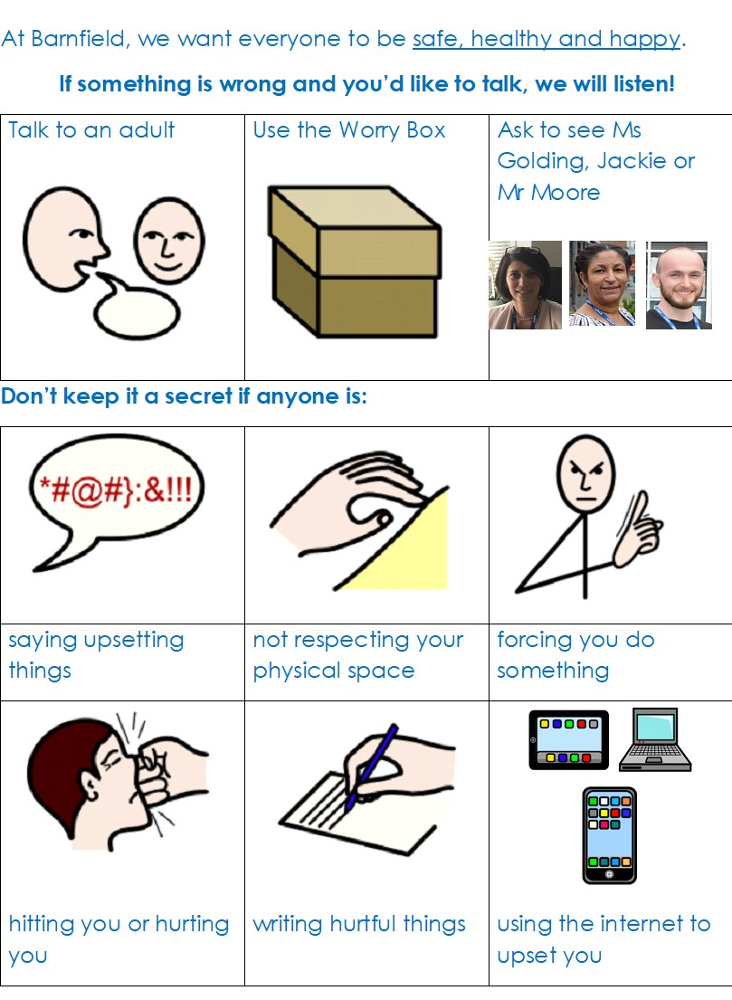 At Barnfield, we want everyone to be safe, healthy and happy.
If something is wrong and you’d like to talk, we will listen!
Talk to an adult
Use the Worry Box
Ask to see Ms
Golding, Jackie or
Mr Moore
Don’t keep it a secret if anyone is:
*#@#}:&!!!
saying upsetting
things
not respecting your
physical space
forcing you do
something
hitting you or hurting
you
writing hurtful things
using the internet to
upset you